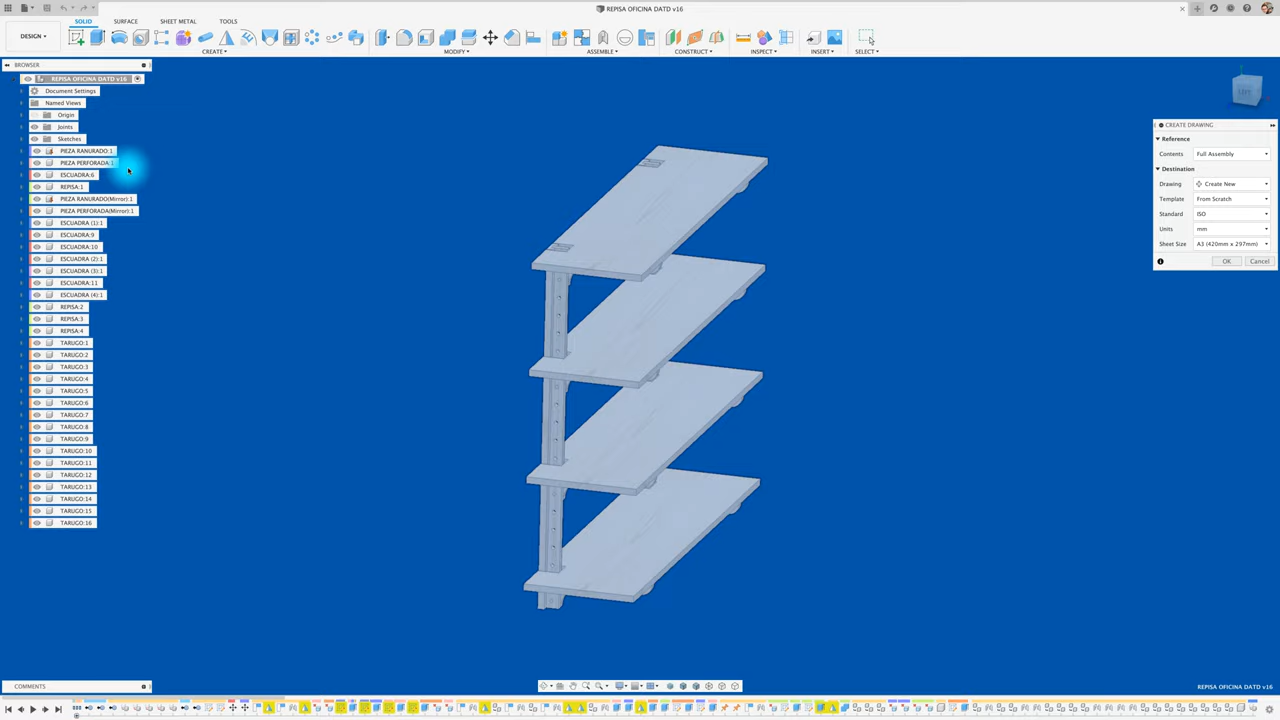 REPISA OFICINA DATD v16
DESIGN
SOLID
SURFACE
SHEET METAL
TOOLS
CREATE
MODIFY
ASSEMBLE
CONSTRUCT
INSPECT
INSERT
SELECT
BROWSER
REPISA OFICINA DATD v16
Document Settings
Named Views
Origin
Joints
Sketches
PIEZA RANURADO:1
PIEZA PERFORADA:1
ESCUADRA:6
REPISA:1
PIEZA RANURADO(Mirror):1
PIEZA PERFORADA(Mirror):1
ESCUADRA (1):1
ESCUADRA:9
ESCUADRA:10
ESCUADRA (2):1
ESCUADRA (3):1
ESCUADRA:11
ESCUADRA (4):1
REPISA:2
REPISA:3
REPISA:4
TARUGO:1
TARUGO:2
TARUGO:3
TARUGO:4
TARUGO:5
TARUGO:6
TARUGO:7
TARUGO:8
TARUGO:9
TARUGO:10
TARUGO:11
TARUGO:12
TARUGO:13
TARUGO:14
TARUGO:15
TARUGO:16
LEFT
CREATE DRAWING
Reference
Contents Full Assembly
Destination
Drawing Create New
Template From Scratch
Standard ISO
Units mm
Sheet Size A3 (420mm x 297mm)
OK Cancel
COMMENTS
REPISA OFICINA DATD v16